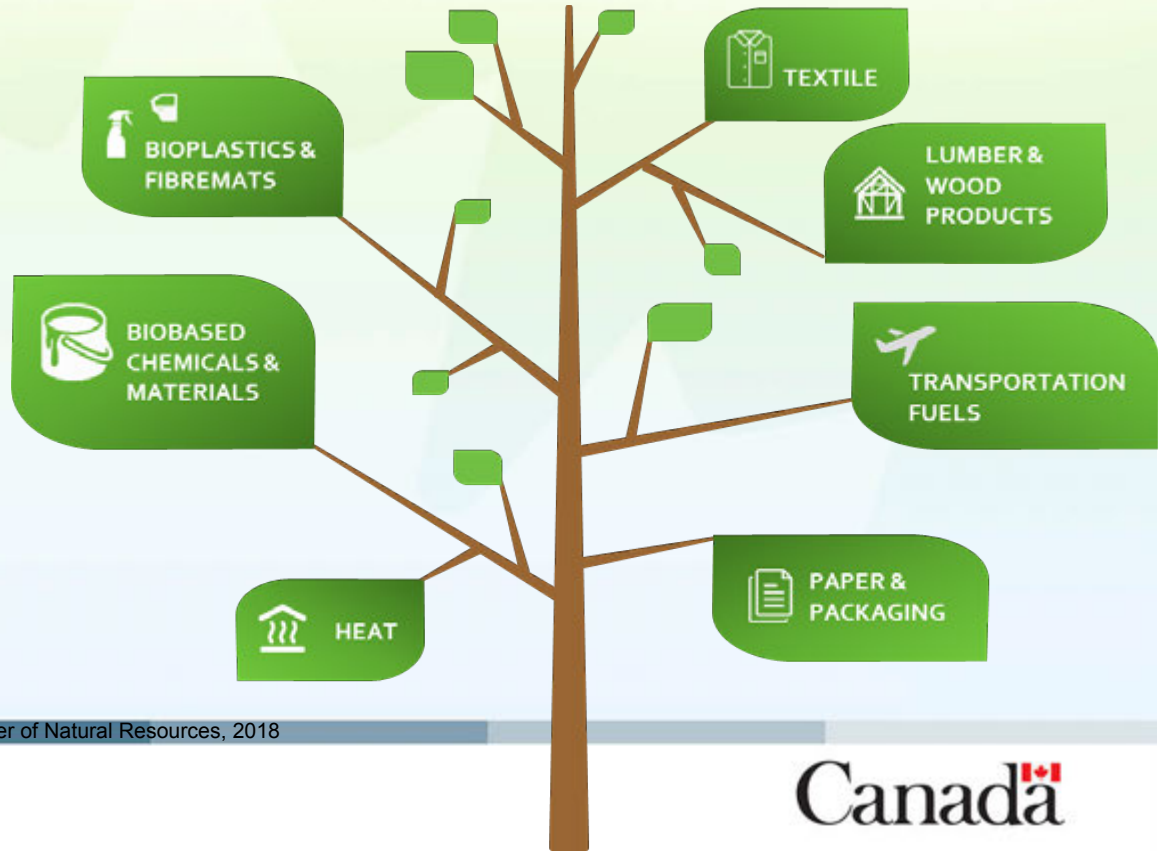 TEXTILE
BIOPLASTICS &
FIBREMATS
LUMBER &
WOOD
PRODUCTS
BIOBASED
CHEMICALS &
MATERIALS
TRANSPORTATION
FUELS
HEAT
PAPER &
PACKAGING
of Natural Resources, 2018
Canada